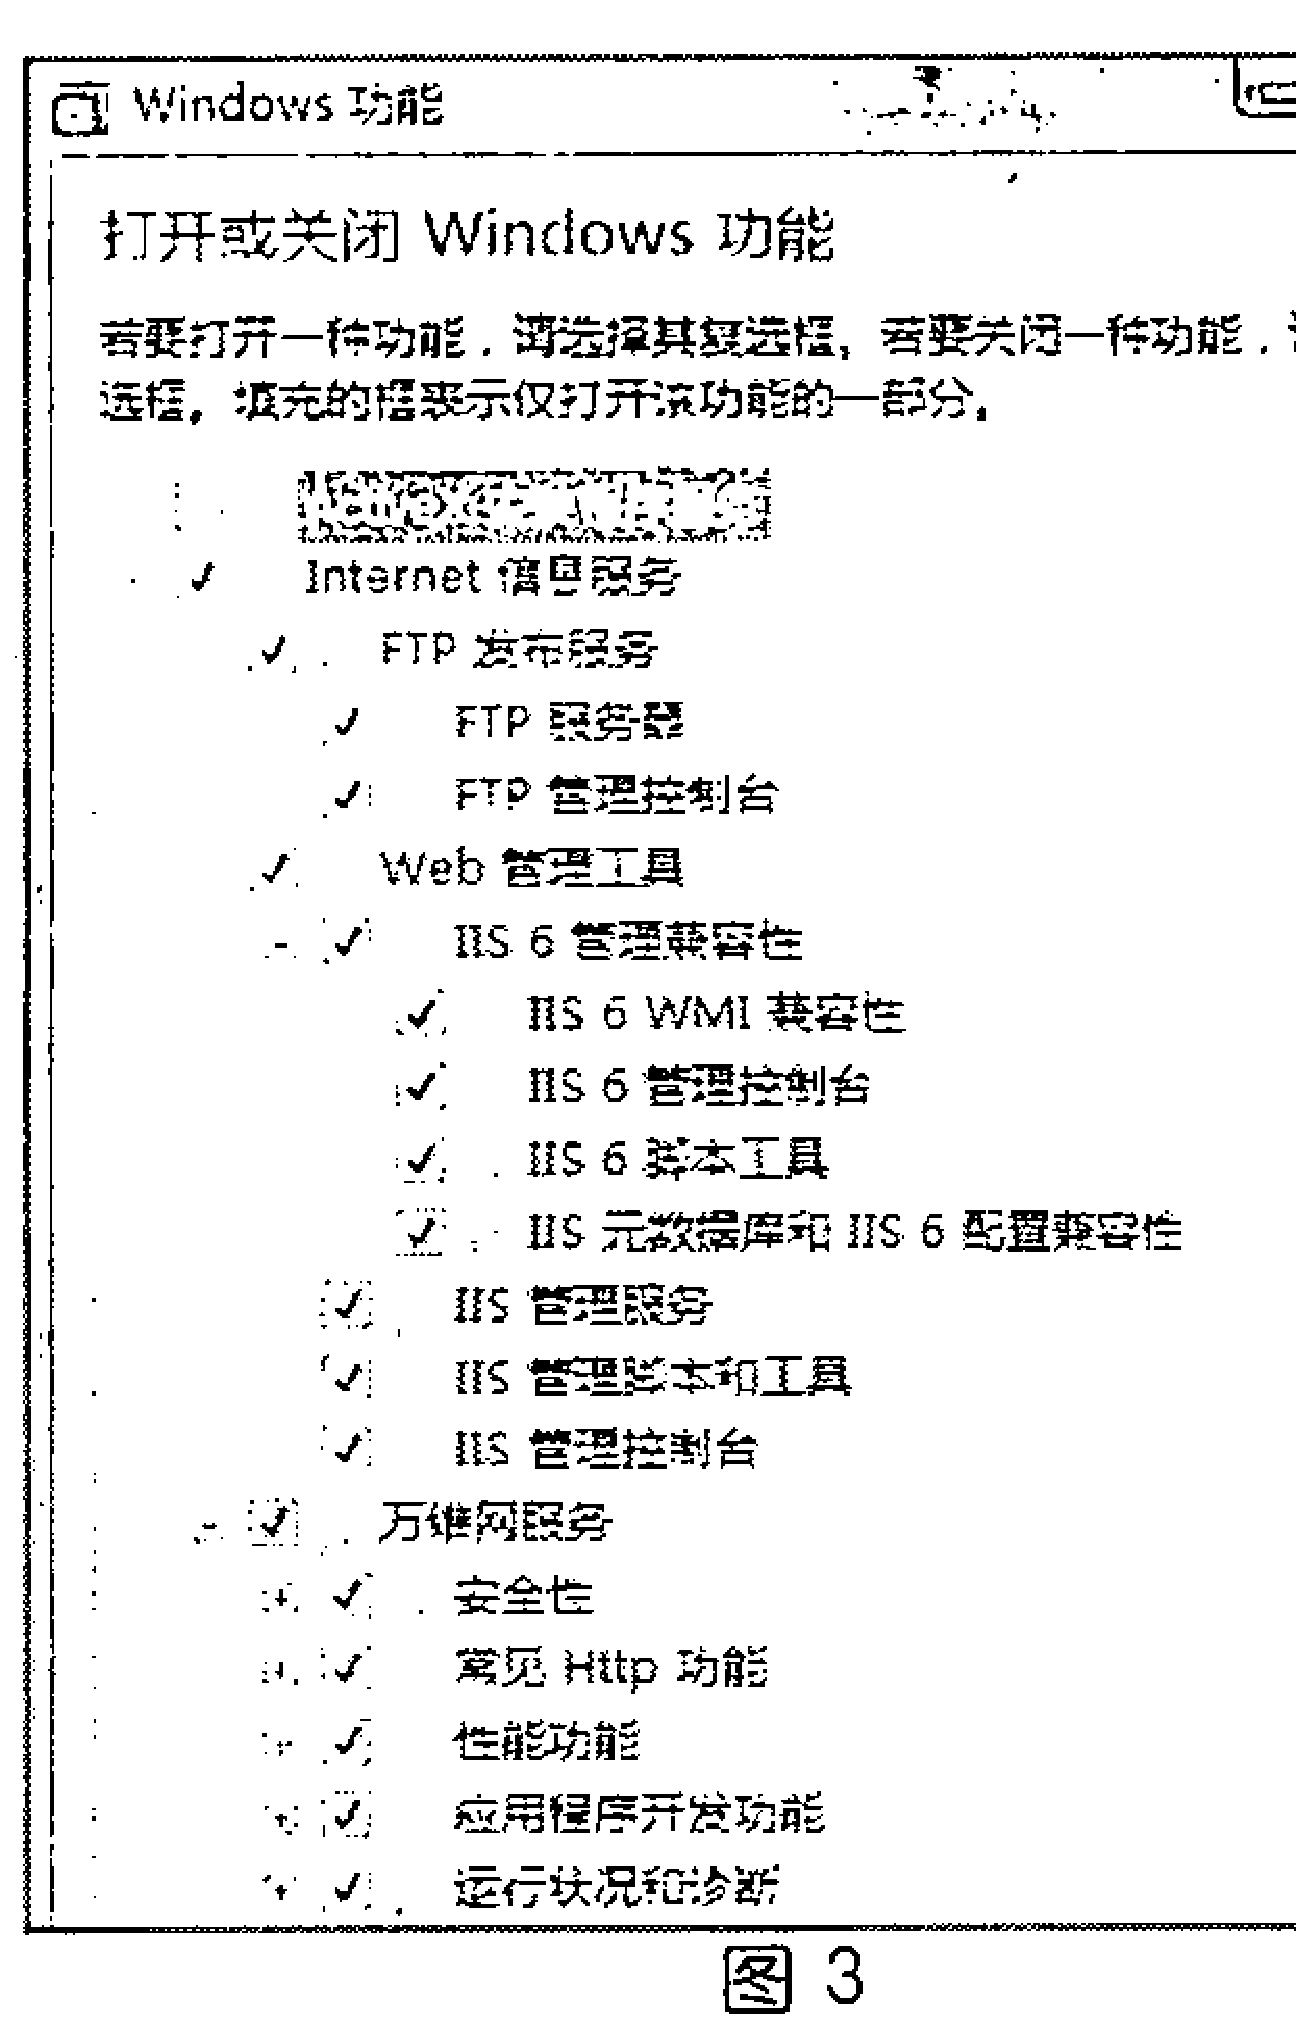 Windows 功能
打开或关闭 Windows 功能
若要打开一种功能，请选择其复选框。若要关闭一种功能，
选框。填充的框表示仅打开该功能的一部分。
Internet 信息服务
FTP 发布服务
FTP 服务器
FTP 管理控制台
Web 管理工具
IIS 6 管理兼容性
IIS 6 WMI 兼容性
IIS 6 管理控制台
IIS 6 脚本工具
IIS 元数据库和 IIS 6 配置兼容性
IIS 管理服务
IIS 管理脚本和工具
IIS 管理控制台
万维网服务
安全性
常见 Http 功能
性能功能
应用程序开发功能
运行状况和诊断
图 3